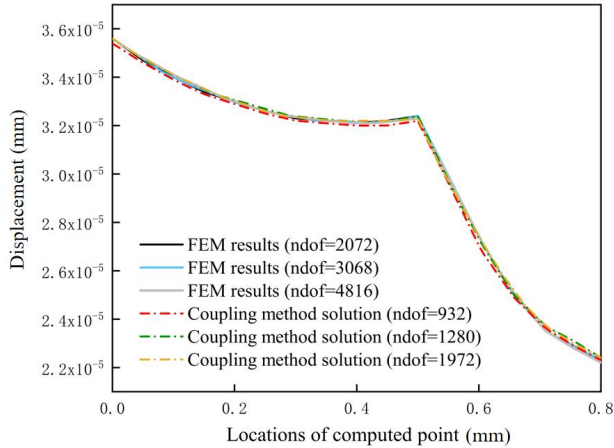 3.6x10⁻⁵
3.4x10⁻⁵
3.2x10⁻⁵
3.0x10⁻⁵
2.8x10⁻⁵
2.6x10⁻⁵
2.4x10⁻⁵
2.2x10⁻⁵
Displacement (mm)
FEM results (ndof=2072)
FEM results (ndof=3068)
FEM results (ndof=4816)
Coupling method solution (ndof=932)
Coupling method solution (ndof=1280)
Coupling method solution (ndof=1972)
0.0 0.2 0.4 0.6 0.8
Locations of computed point (mm)